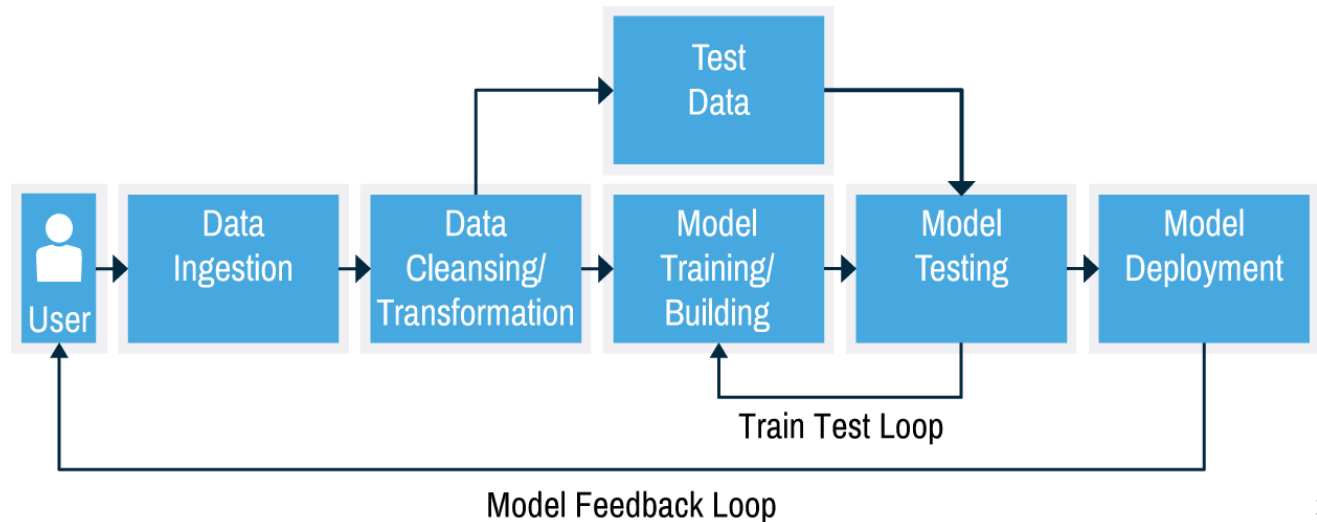 Test
Data
User
Data
Ingestion
Data
Cleansing/
Transformation
Model
Training/
Building
Model
Testing
Model
Deployment
Train Test Loop
Model Feedback Loop